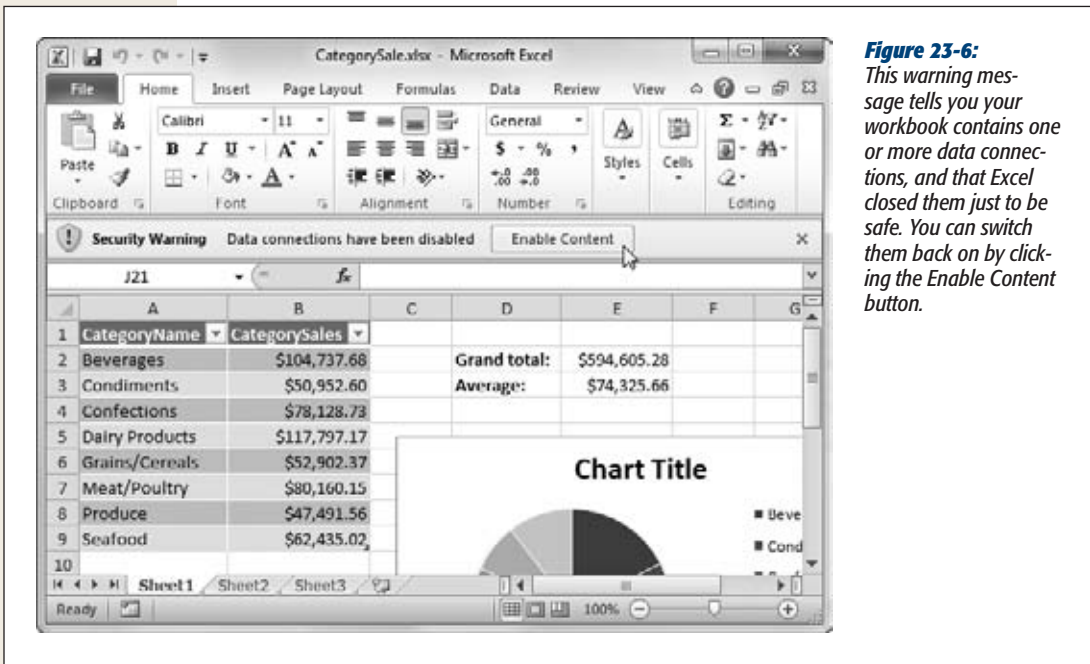 CategorySale.xlsx - Microsoft Excel
File Home Insert Page Layout Formulas Data Review View
Calibri 11 General
Paste B I U A A $ % , Styles Cells Σ
Clipboard Font Alignment Number Editing
Security Warning Data connections have been disabled Enable Content
J21 fx
A B C D E F G
1 CategoryName CategorySales
2 Beverages $104,737.68 Grand total: $594,605.28
3 Condiments $50,952.60 Average: $74,325.66
4 Confections $78,128.73
5 Dairy Products $117,797.17
6 Grains/Cereals $52,902.37
7 Meat/Poultry $80,160.15
8 Produce $47,491.56
9 Seafood $62,435.02
10
Chart Title
Beve
Cond
Sheet1 Sheet2 Sheet3
Ready 100%
Figure 23-6:
This warning mes-
sage tells you your
workbook contains one
or more data connec-
tions, and that Excel
closed them just to be
safe. You can switch
them back on by click-
ing the Enable Content
button.